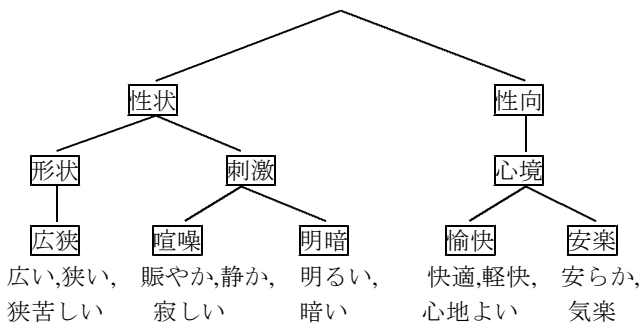 性状 性向
形状 刺激 心境
広狭 喧噪 明暗 愉快 安楽
広い,狭い, 賑やか,静か, 明るい, 快適,軽快, 安らか,
狭苦しい 寂しい 暗い 心地よい 気楽